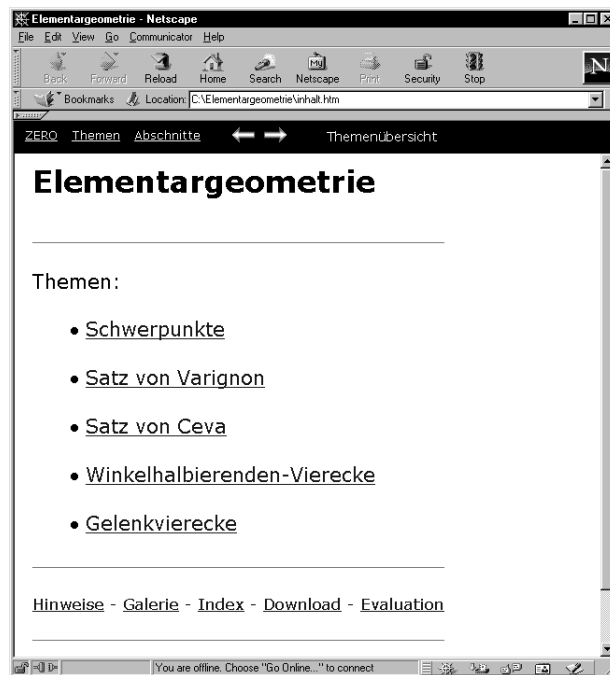 Elementargeometrie - Netscape
File Edit View Go Communicator Help
My
N
Back Forward Reload Home Search Netscape Print Security Stop
Bookmarks Location: C:\Elementargeometrie\inhalt.htm
ZERO Themen Abschnitte Themenübersicht
Elementargeometrie
Themen:
Schwerpunkte
Satz von Varignon
Satz von Ceva
Winkelhalbierenden-Vierecke
Gelenkvierecke
Hinweise - Galerie - Index - Download - Evaluation
You are offline. Choose "Go Online..." to connect